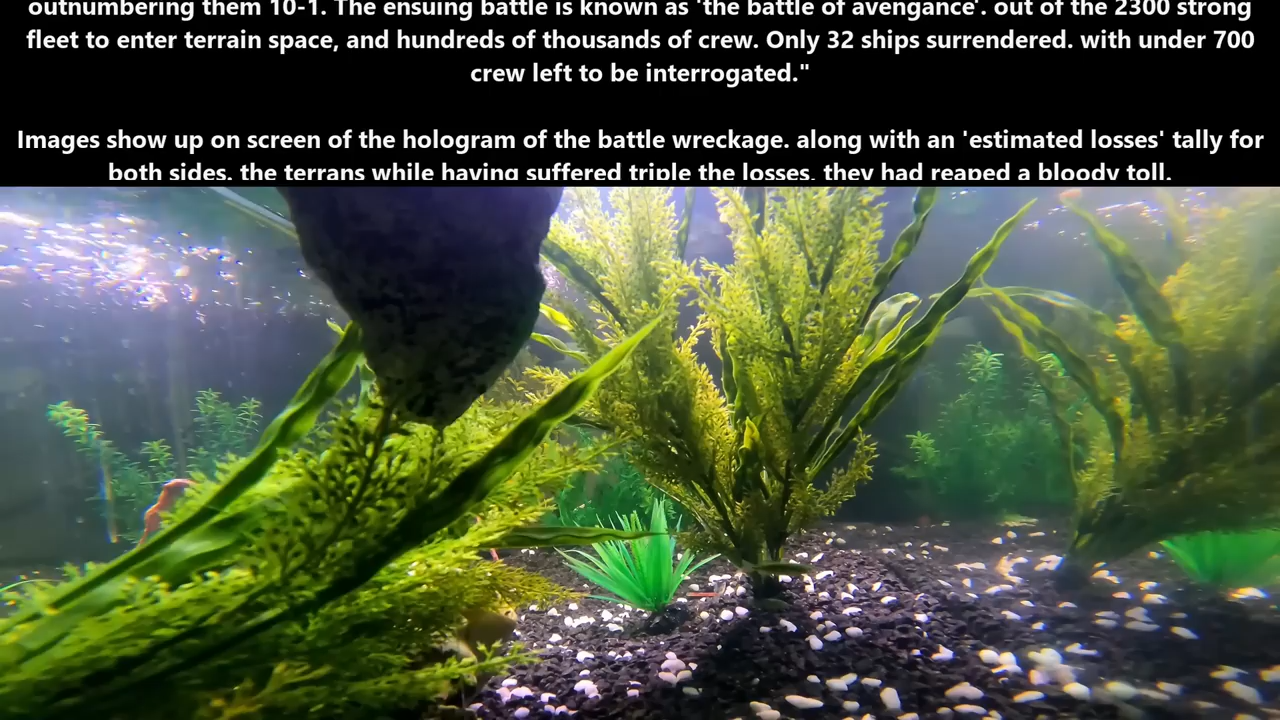 outnumbering them 10-1. The ensuing battle is known as 'the battle of avengance'. out of the 2300 strong
fleet to enter terrain space, and hundreds of thousands of crew. Only 32 ships surrendered. with under 700
crew left to be interrogated."
Images show up on screen of the hologram of the battle wreckage. along with an 'estimated losses' tally for
both sides. the terrans while having suffered triple the losses. they had reaped a bloody toll.